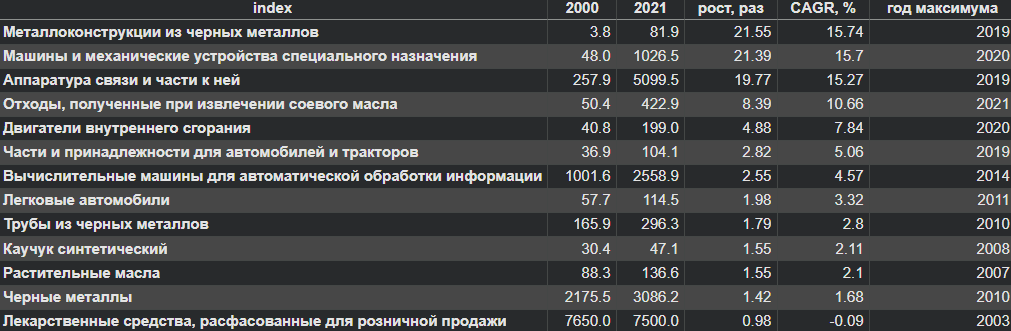 index 2000 2021 рост, раз CAGR, % год максимума
Металлоконструкции из черных металлов 3.8 81.9 21.55 15.74 2019
Машины и механические устройства специального назначения 48.0 1026.5 21.39 15.7 2020
Аппаратура связи и части к ней 257.9 5099.5 19.77 15.27 2019
Отходы, полученные при извлечении соевого масла 50.4 422.9 8.39 10.66 2021
Двигатели внутреннего сгорания 40.8 199.0 4.88 7.84 2020
Части и принадлежности для автомобилей и тракторов 36.9 104.1 2.82 5.06 2019
Вычислительные машины для автоматической обработки информации 1001.6 2558.9 2.55 4.57 2014
Легковые автомобили 57.7 114.5 1.98 3.32 2011
Трубы из черных металлов 165.9 296.3 1.79 2.8 2010
Каучук синтетический 30.4 47.1 1.55 2.11 2008
Растительные масла 88.3 136.6 1.55 2.1 2007
Черные металлы 2175.5 3086.2 1.42 1.68 2010
Лекарственные средства, расфасованные для розничной продажи 7650.0 7500.0 0.98 -0.09 2003